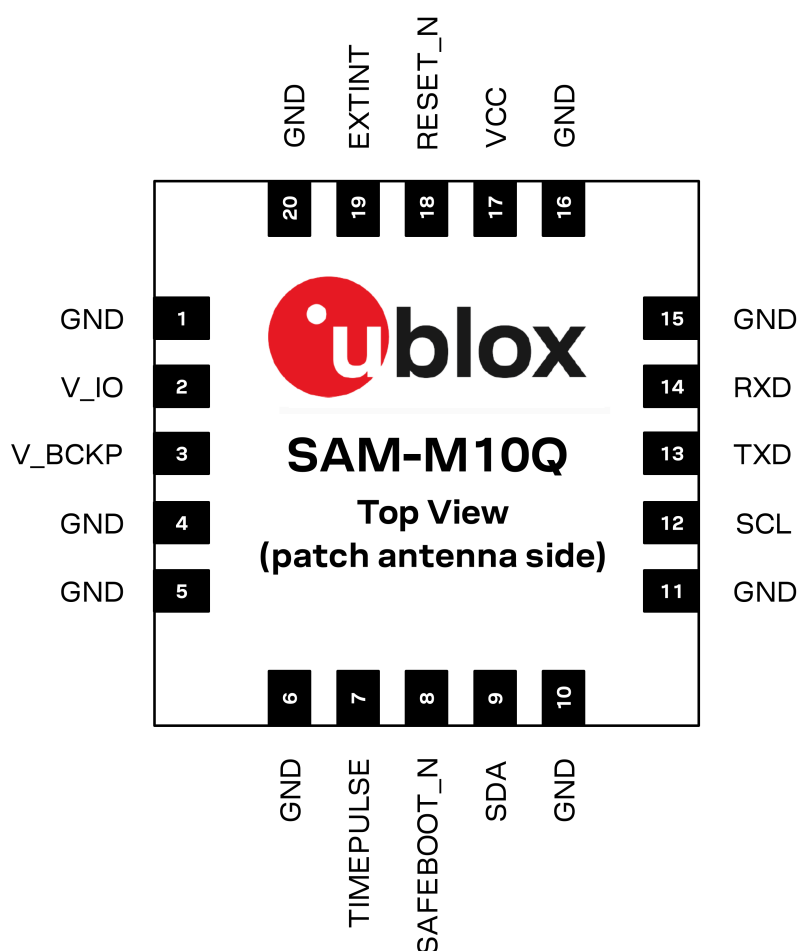 GND
EXTINT
RESET_N
VCC
GND
20
19
18
17
16
GND 1
15 GND
V_IO 2
14 RXD
V_BCKP 3
13 TXD
GND 4
12 SCL
GND 5
11 GND
ublox
SAM-M10Q
Top View
(patch antenna side)
6
7
8
9
10
GND
TIMEPULSE
SAFEBOOT_N
SDA
GND